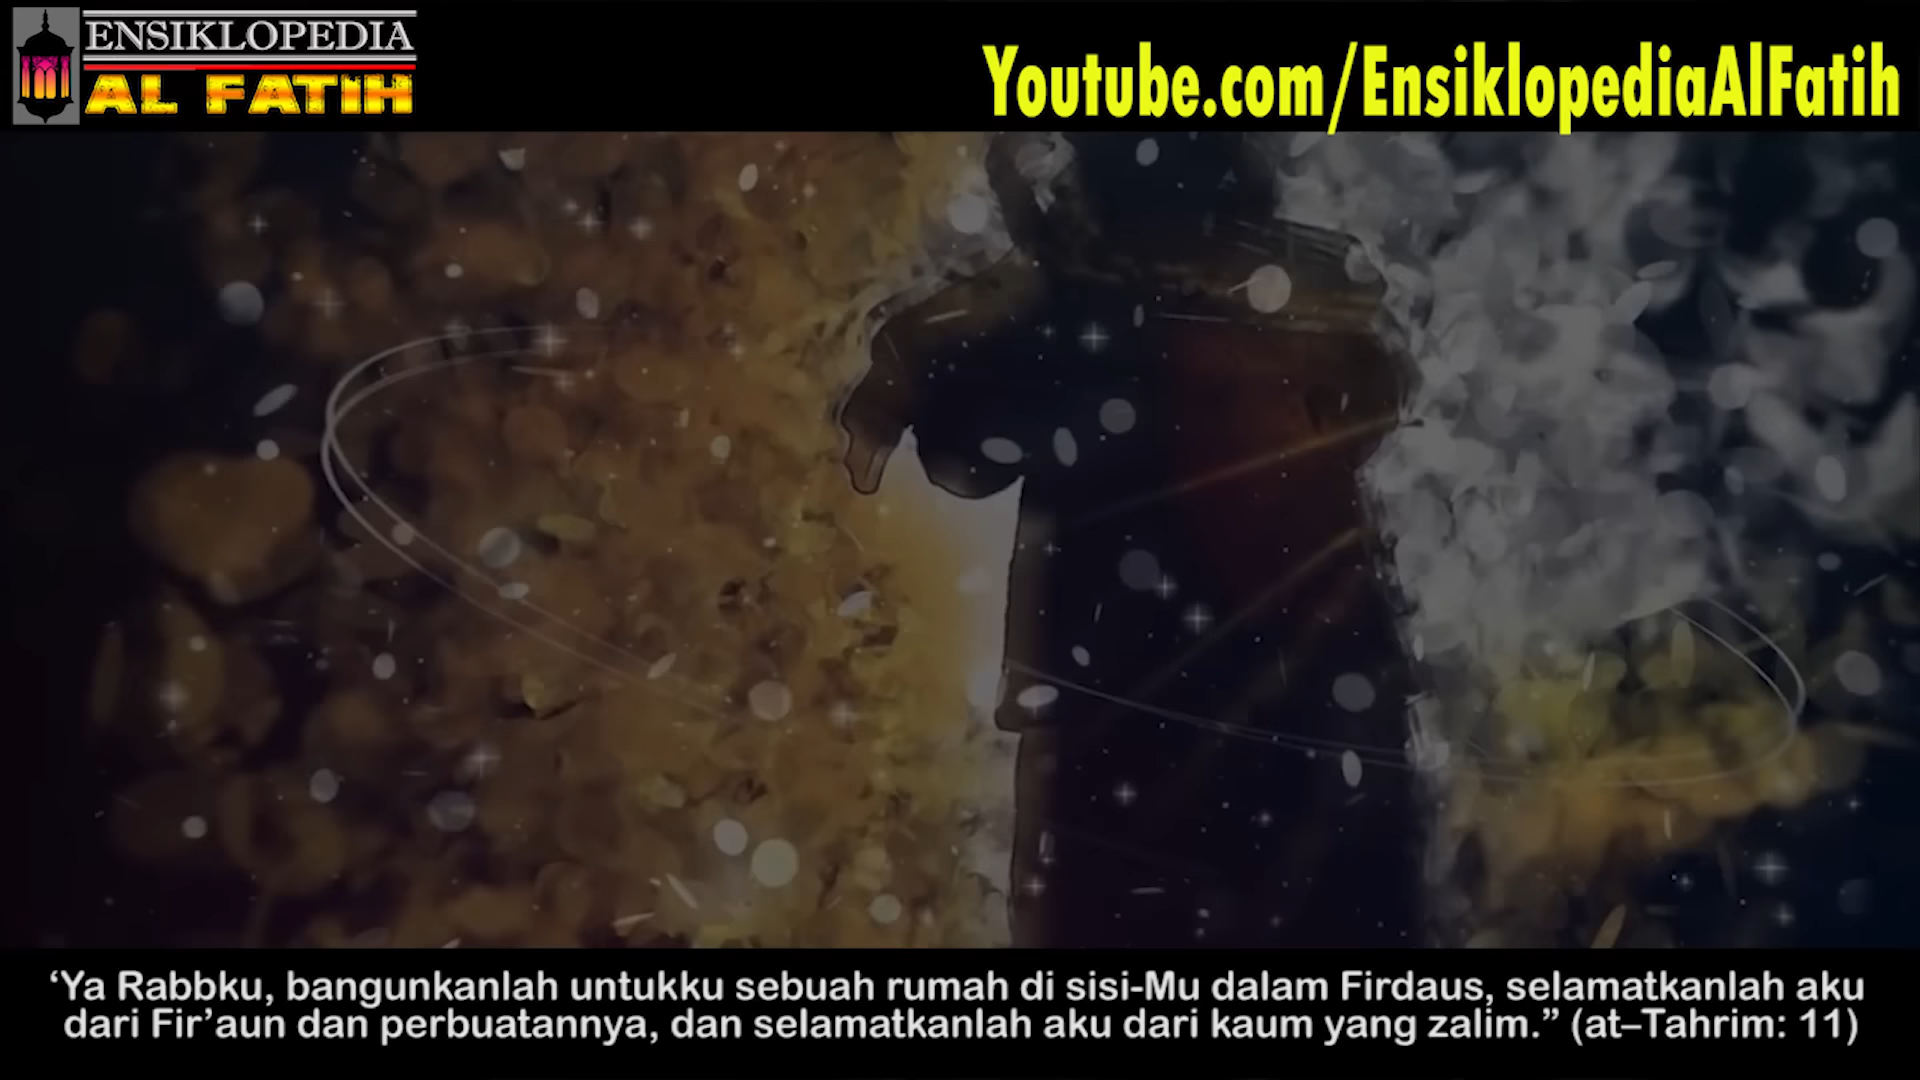 ENSIKLOPEDIA
AL FATIH
Youtube.com/EnsiklopediaAlFatih
‘Ya Rabbku, bangunkanlah untukku sebuah rumah di sisi-Mu dalam Firdaus, selamatkanlah aku
dari Fir’aun dan perbuatannya, dan selamatkanlah aku dari kaum yang zalim.” (at–Tahrim: 11)